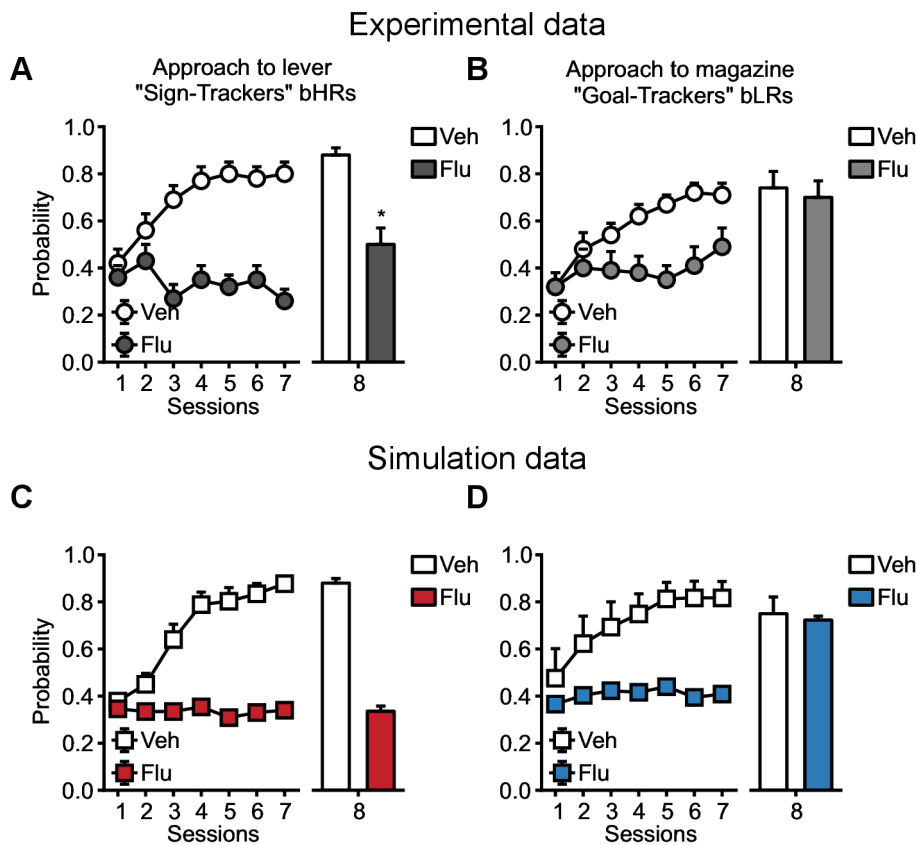 Experimental data
A
Approach to lever
"Sign-Trackers" bHRs
B
Approach to magazine
"Goal-Trackers" bLRs
Probability
1.0
0.8
0.6
0.4
0.2
0.0
Veh
Flu
1 2 3 4 5 6 7
Sessions
*
8
Veh
Flu
1.0
0.8
0.6
0.4
0.2
0.0
Veh
Flu
1 2 3 4 5 6 7
Sessions
8
Veh
Flu
Simulation data
C
D
Probability
1.0
0.8
0.6
0.4
0.2
0.0
Veh
Flu
1 2 3 4 5 6 7
Sessions
8
Veh
Flu
1.0
0.8
0.6
0.4
0.2
0.0
Veh
Flu
1 2 3 4 5 6 7
Sessions
8
Veh
Flu